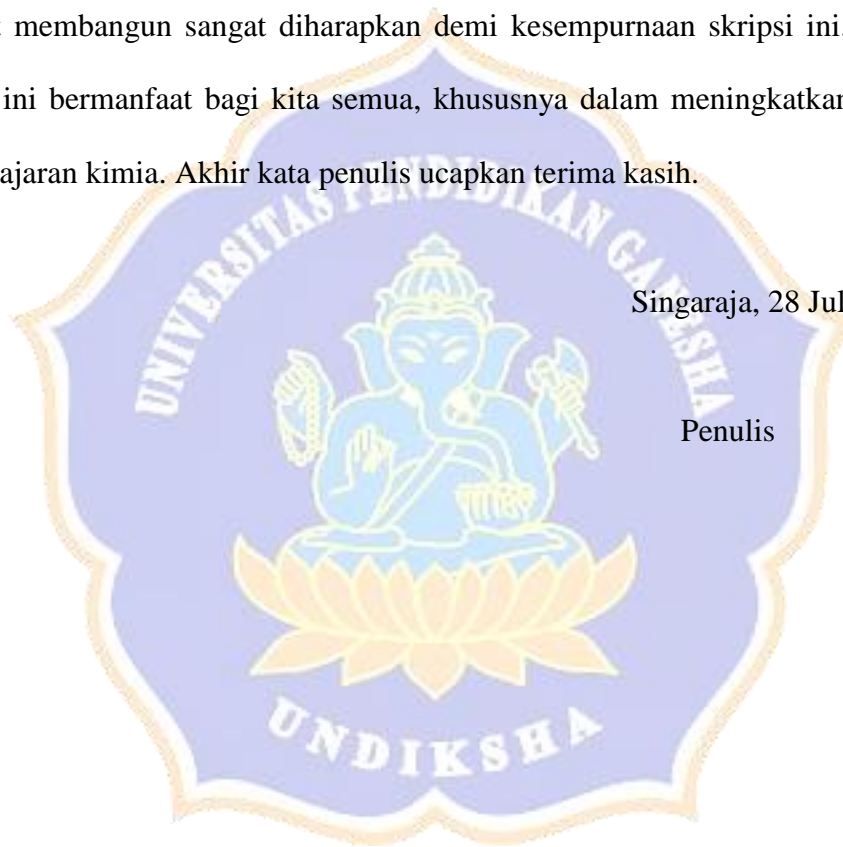 membangun sangat diharapkan demi kesempurnaan skripsi ini.
ini bermanfaat bagi kita semua, khususnya dalam meningkatkan
ajaran kimia. Akhir kata penulis ucapkan terima kasih.
UNIVERSITAS PENDIDIKAN GANESHA
Singaraja, 28 Jul
Penulis
UNDIKSHA